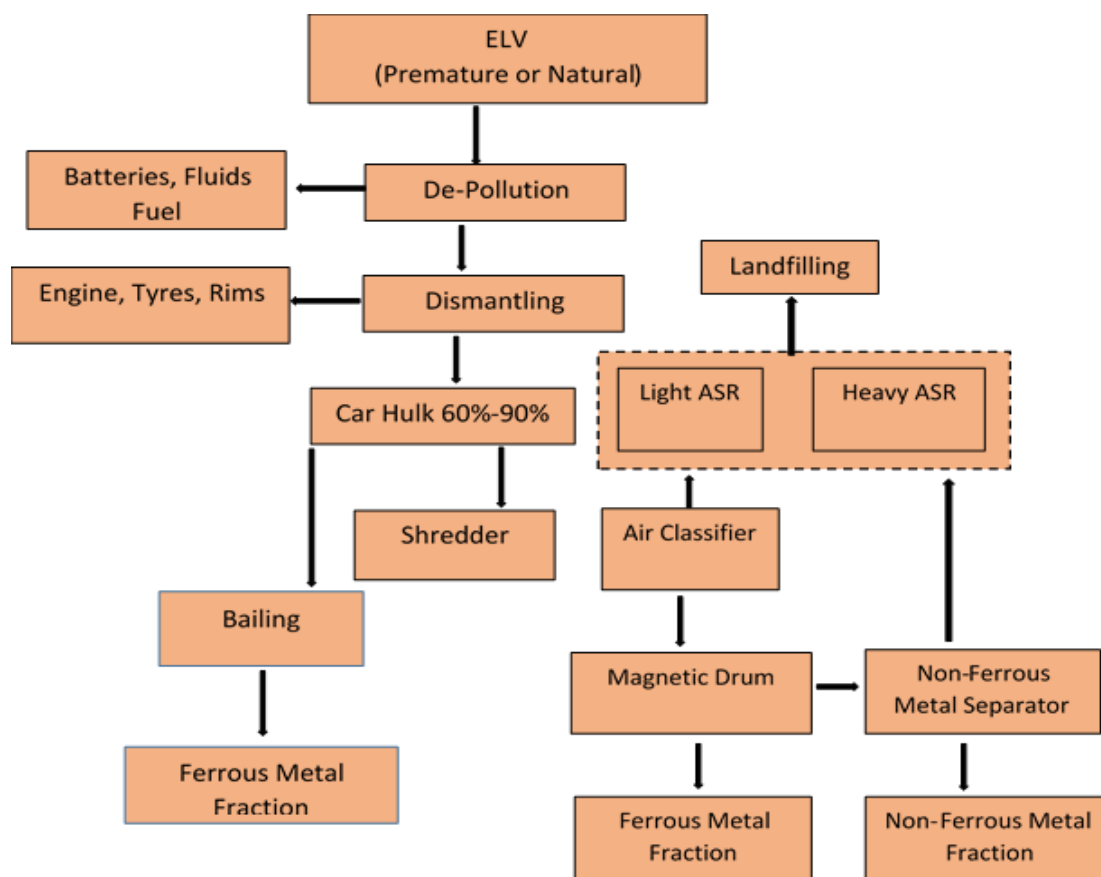 ELV
(Premature or Natural)
Batteries, Fluids
Fuel
De-Pollution
Landfilling
Engine, Tyres, Rims
Dismantling
Light ASR
Heavy ASR
Car Hulk 60%-90%
Shredder
Air Classifier
Bailing
Magnetic Drum
Non-Ferrous
Metal Separator
Ferrous Metal
Fraction
Ferrous Metal
Fraction
Non-Ferrous Metal
Fraction